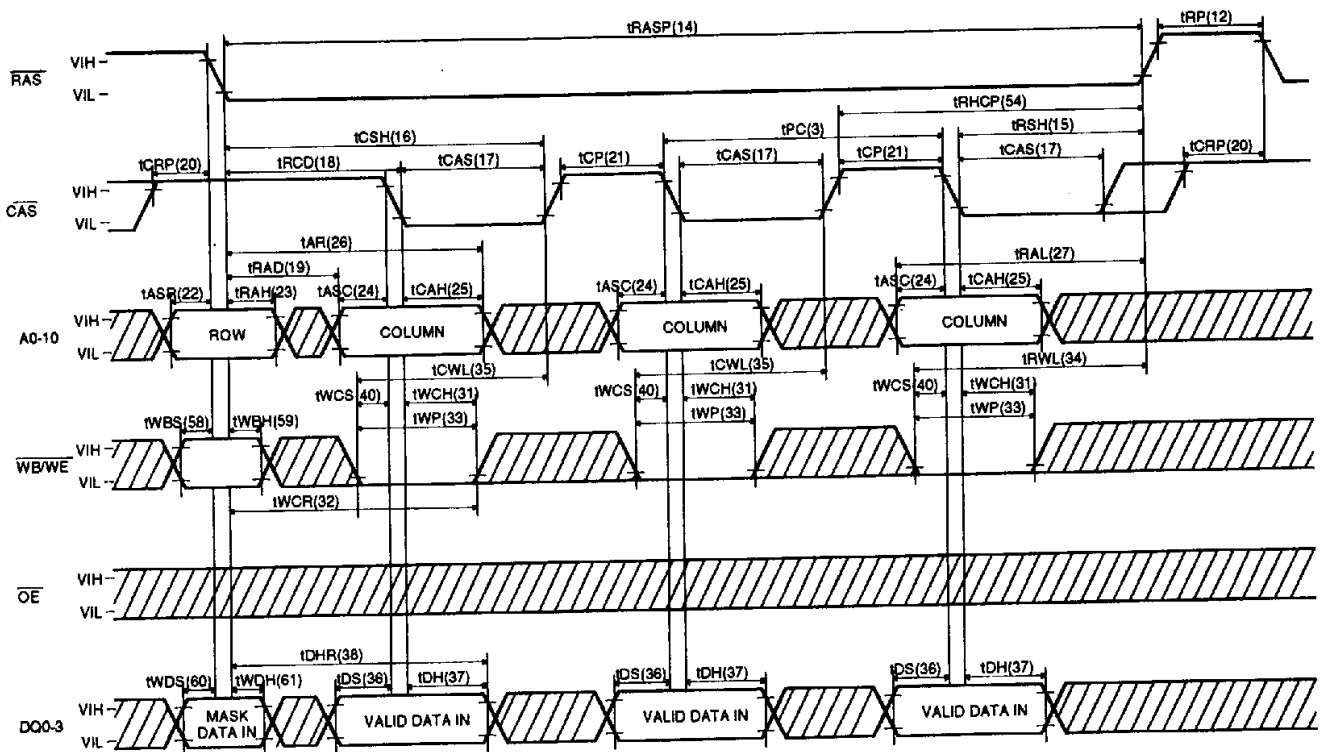 tRASP(14)
tRP(12)
RAS
VIH
VIL
tRHCP(54)
tCSH(16)
tPC(3)
tRSH(15)
tCRP(20)
tRCD(18)
tCAS(17)
tCP(21)
tCAS(17)
tCP(21)
tCAS(17)
tCRP(20)
CAS
VIH
VIL
tAR(26)
tRAL(27)
tRAD(19)
tASR(22)
tRAH(23)
tASC(24)
tCAH(25)
tASC(24)
tCAH(25)
tASC(24)
tCAH(25)
A0-10
VIH
VIL
ROW
COLUMN
COLUMN
COLUMN
tCWL(35)
tCWL(35)
tRWL(34)
tWCS(40)
tWCH(31)
tWCS(40)
tWCH(31)
tWCS(40)
tWCH(31)
tWBS(58)
tWBH(59)
tWP(33)
tWP(33)
tWP(33)
WB/WE
VIH
VIL
tWCR(32)
OE
VIH
VIL
tDHR(38)
tWDS(60)
tWDH(61)
tDS(36)
tDH(37)
tDS(36)
tDH(37)
tDS(36)
tDH(37)
DQ0-3
VIH
VIL
MASK
DATA IN
VALID DATA IN
VALID DATA IN
VALID DATA IN